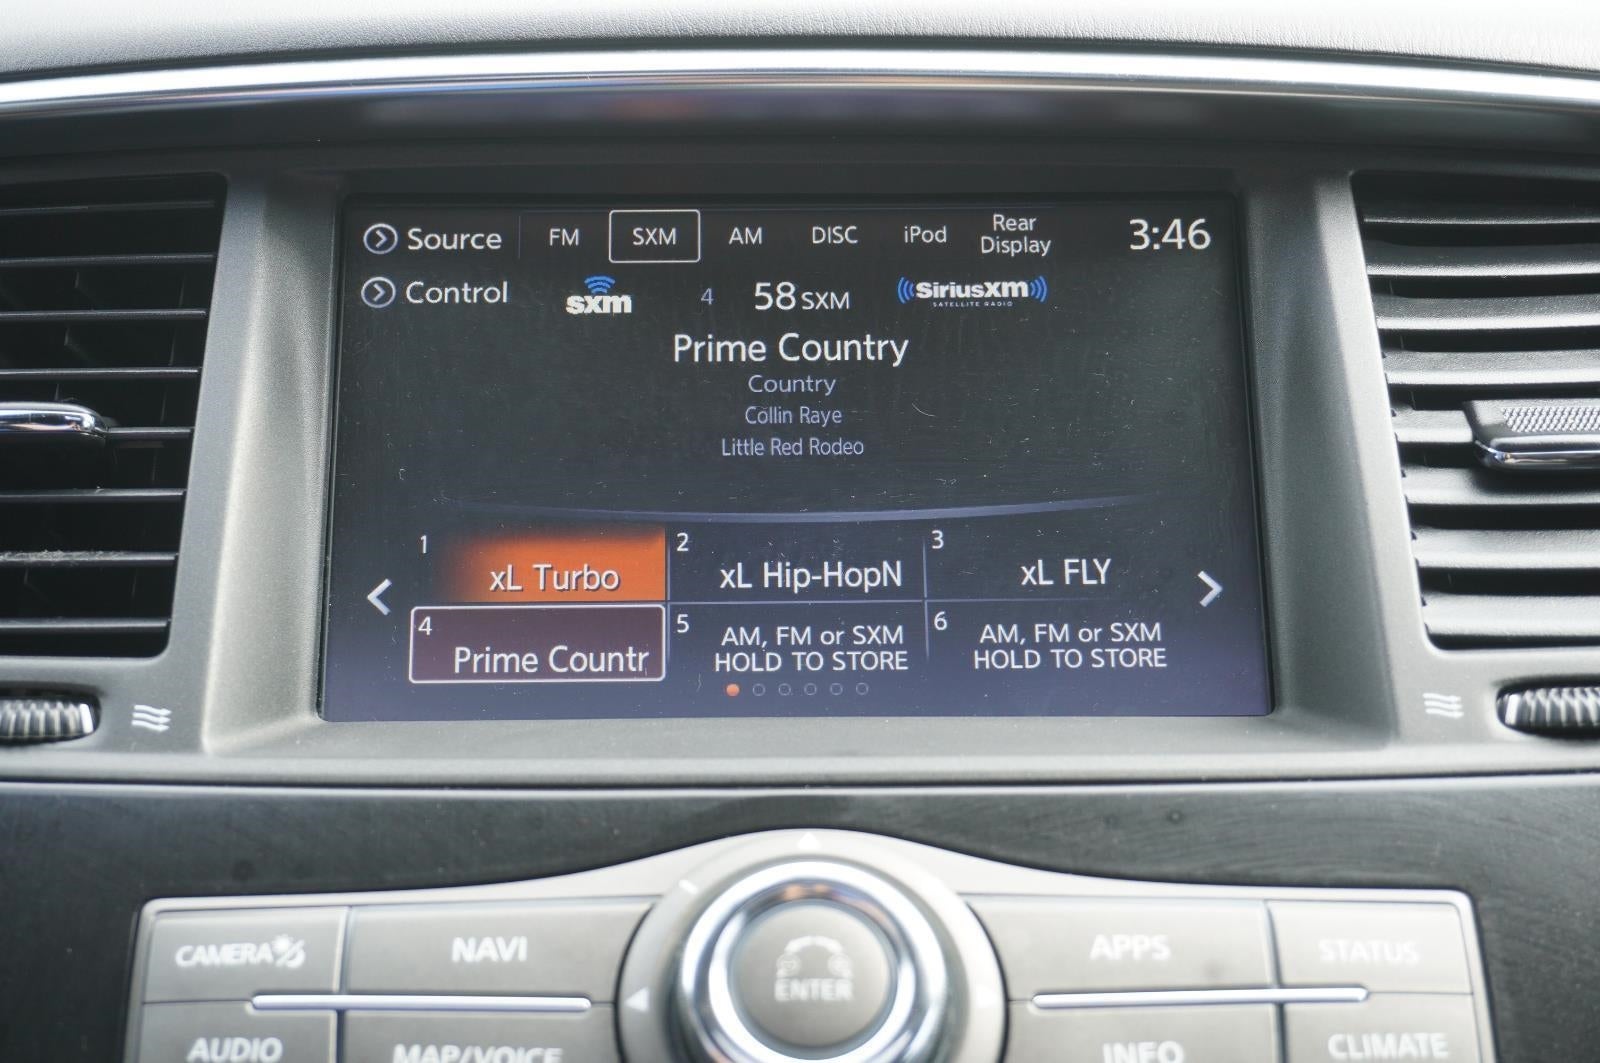 Source FM SXM AM DISC iPod Rear Display 3:46
Control sxm 4 58 SXM SiriusXM SATELLITE RADIO
Prime Country
Country
Collin Raye
Little Red Rodeo
1 xL Turbo
2 xL Hip-HopN
3 xL FLY
4 Prime Countr
5 AM, FM or SXM
HOLD TO STORE
6 AM, FM or SXM
HOLD TO STORE
CAMERA NAVI ENTER APPS STATUS
AUDIO MAP/VOICE INFO CLIMATE